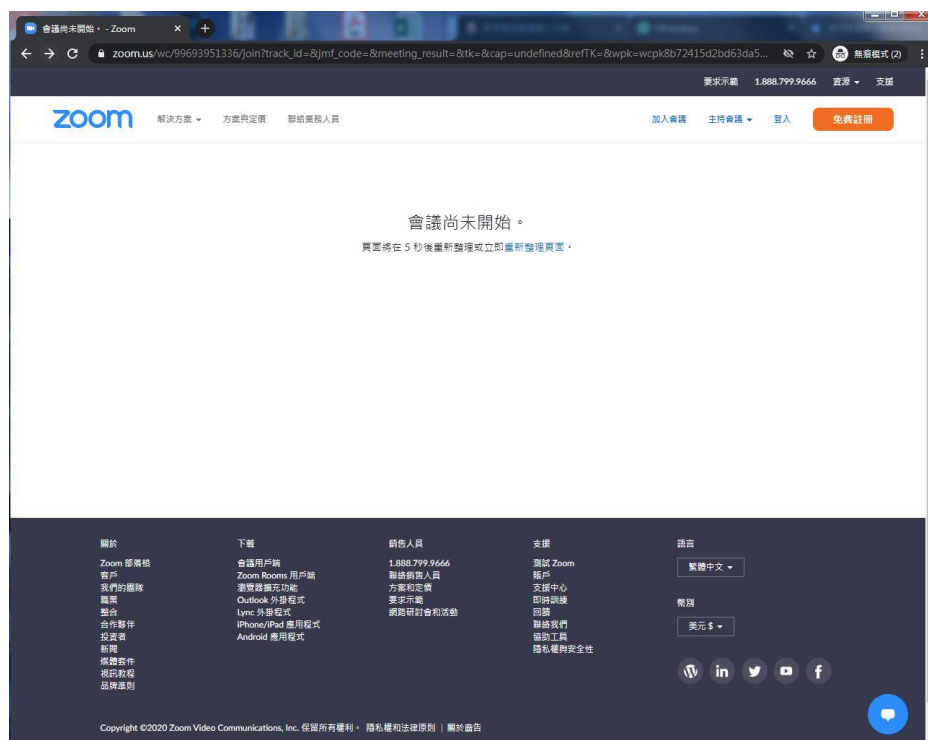 會議尚未開始。 - Zoom
zoom.us/wc/99693951336/join?track_id=&jmf_code=&meeting_result=&tk=&cap=undefined&refTK=&wpk=wcpk8b72415d2bd63da5...
無痕模式 (2)
要求示範 1.888.799.9666 資源 支援
zoom 解決方案 方案與定價 聯絡業務人員 加入會議 主持會議 登入 免費註冊
會議尚未開始。
頁面將在 5 秒後重新整理或立即重新整理頁面。
關於
Zoom 部落格
客戶
我們的團隊
職業
整合
合作夥伴
投資者
新聞
媒體套件
視訊教程
品牌準則
下載
會議用戶端
Zoom Rooms 用戶端
瀏覽器擴充功能
Outlook 外掛程式
Lync 外掛程式
iPhone/iPad 應用程式
Android 應用程式
銷售人員
1.888.799.9666
聯絡銷售人員
方案和定價
要求示範
網路研討會和活動
支援
測試 Zoom
賬戶
支援中心
即時訓練
回饋
聯絡我們
協助工具
隱私權與安全性
語言
繁體中文
幣別
美元 $
Copyright ©2020 Zoom Video Communications, Inc. 保留所有權利。 隱私權和法律原則 | 關於廣告